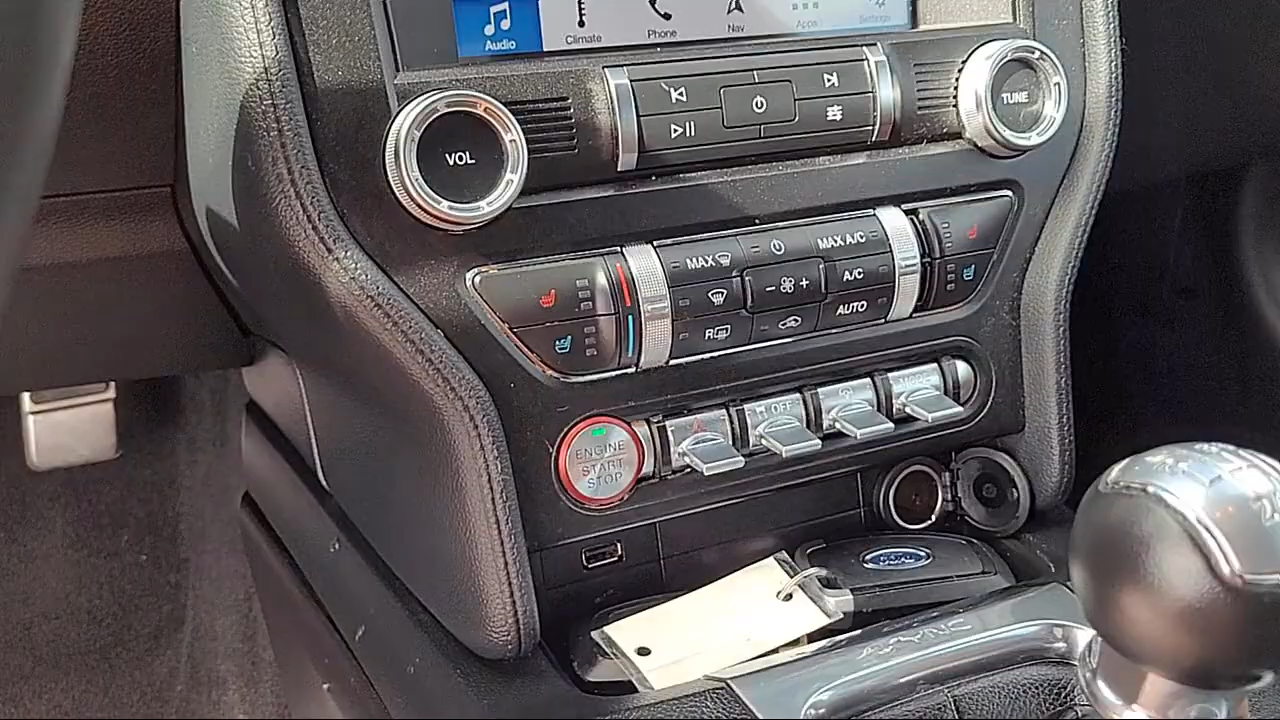 Audio
Climate
Phone
Nav
Apps
Settings
VOL
TUNE
MAX
MAX A/C
A/C
R
AUTO
OFF
MODE
ENGINE
START
STOP
Ford
SYNC